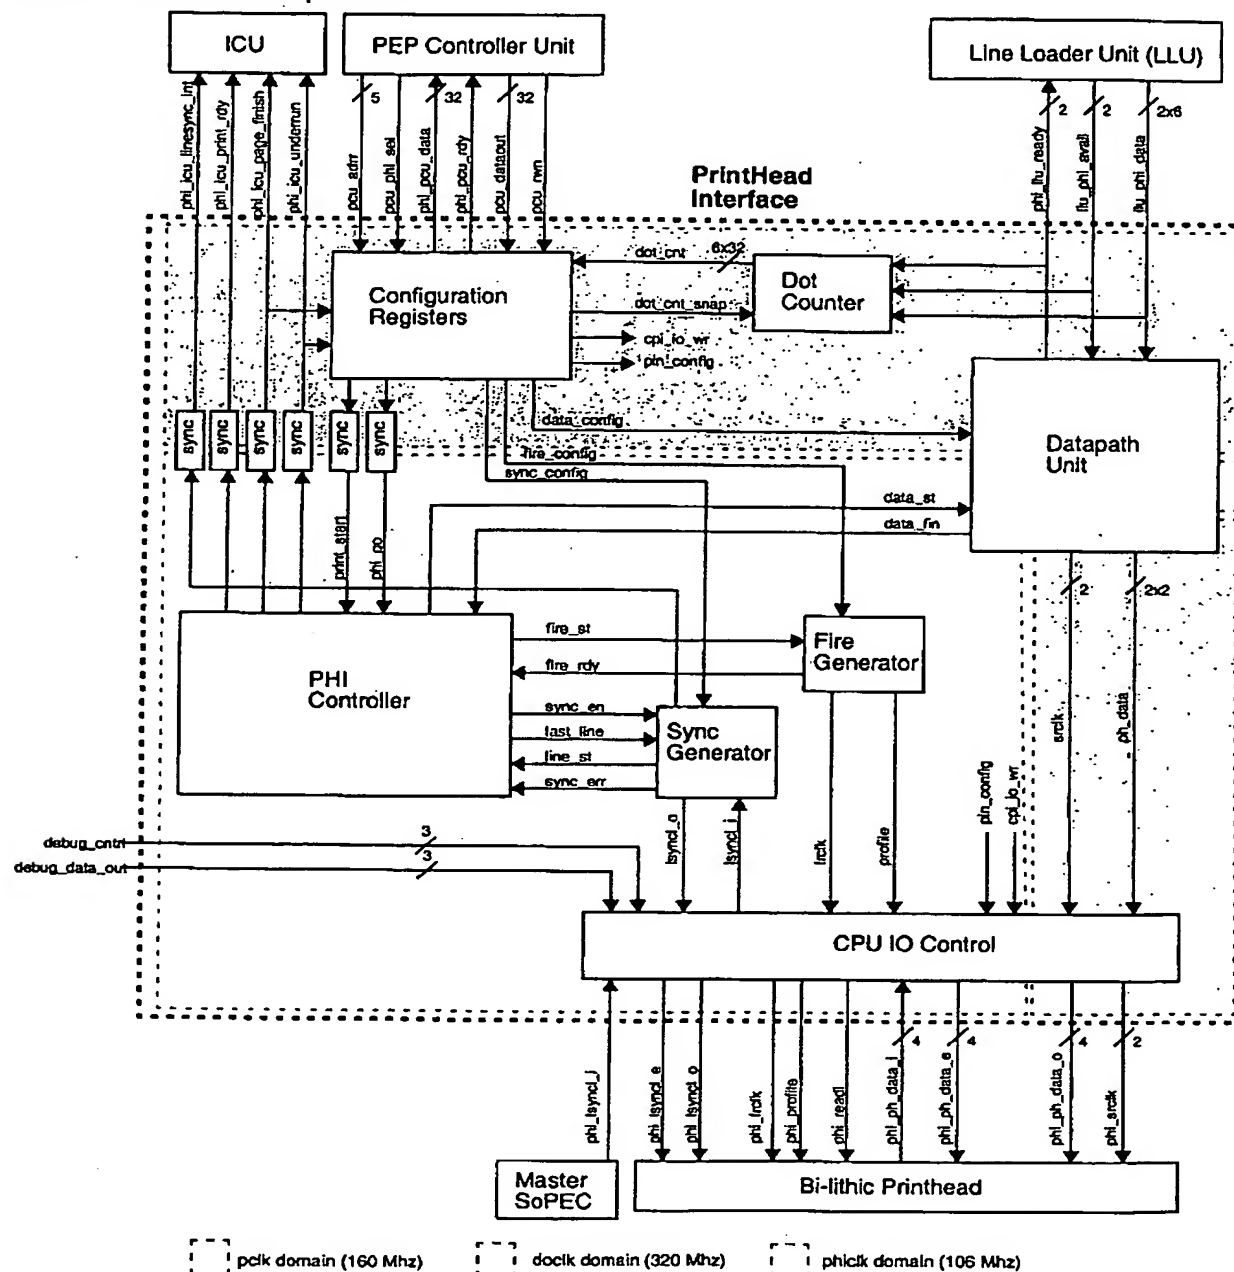 ICU
PEP Controller Unit
Line Loader Unit (LLU)
5
32
32
2
2
2x6
phi_icu_linesync_int
phi_icu_print_rdy
phi_icu_page_finish
phi_icu_underrun
pcu_adrr
pcu_phi_sel
phi_pcu_data
phi_pcu_rdy
pcu_dataout
pcu_rwn
phi_llu_ready
llu_phi_avail
llu_phi_data
PrintHead
Interface
Configuration
Registers
dot_cnt
6x32
dot_cnt_snap
cpi_io_wr
pin_config
Dot
Counter
sync
sync
sync
sync
sync
sync
data_config
fire_config
sync_config
Datapath
Unit
data_st
data_fin
print_start
phi_go
2
2x2
PHI
Controller
fire_st
fire_rdy
Fire
Generator
sync_en
last_line
line_st
sync_err
Sync
Generator
srclk
ph_data
pin_config
cpi_io_wr
debug_cntrl
3
debug_data_out
3
lsyncl_o
lsyncl_i
frclk
profile
CPU IO Control
4
4
4
2
phi_lsyncl_i
phi_lsyncl_e
phi_lsyncl_o
phi_frclk
phi_profile
phi_readl
phi_ph_data_i
phi_ph_data_e
phi_ph_data_o
phi_srclk
Master
SoPEC
Bi-lithic Printhead
pclk domain (160 Mhz)
doclk domain (320 Mhz)
phiclk domain (106 Mhz)